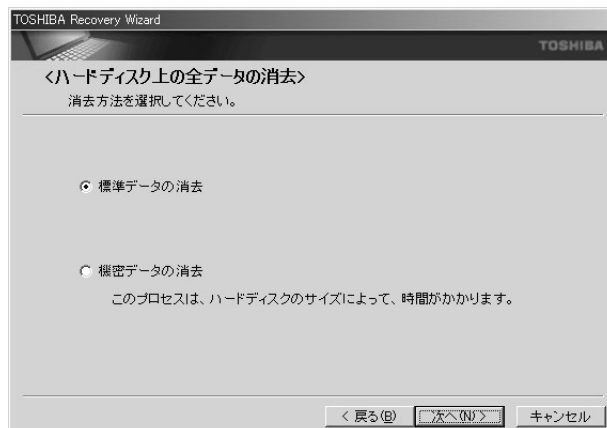 TOSHIBA Recovery Wizard
TOSHIBA
<ハードディスク上の全データの消去>
消去方法を選択してください。
標準データの消去
機密データの消去
このプロセスは、ハードディスクのサイズによって、時間がかかります。
< 戻る(B) 次へ(N) > キャンセル